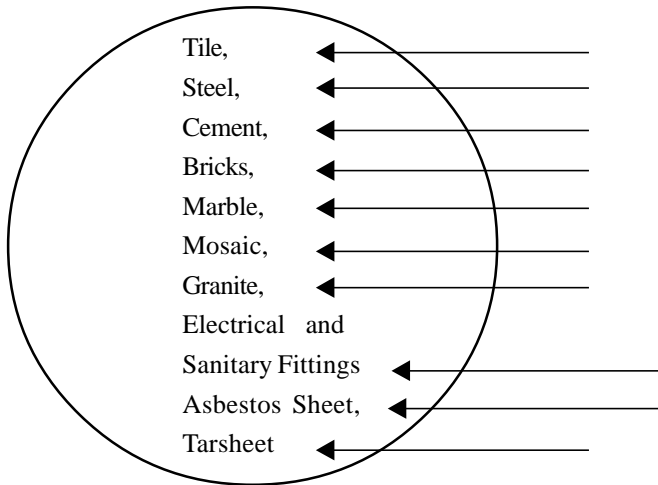 Tile,
Steel,
Cement,
Bricks,
Marble,
Mosaic,
Granite,
Electrical and
Sanitary Fittings
Asbestos Sheet,
Tarsheet